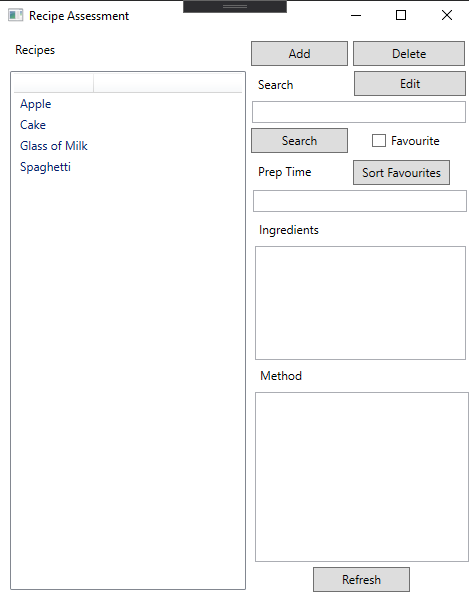 Recipe Assessment
Recipes
Add
Delete
Search
Edit
Apple
Cake
Glass of Milk
Spaghetti
Search
Favourite
Prep Time
Sort Favourites
Ingredients
Method
Refresh